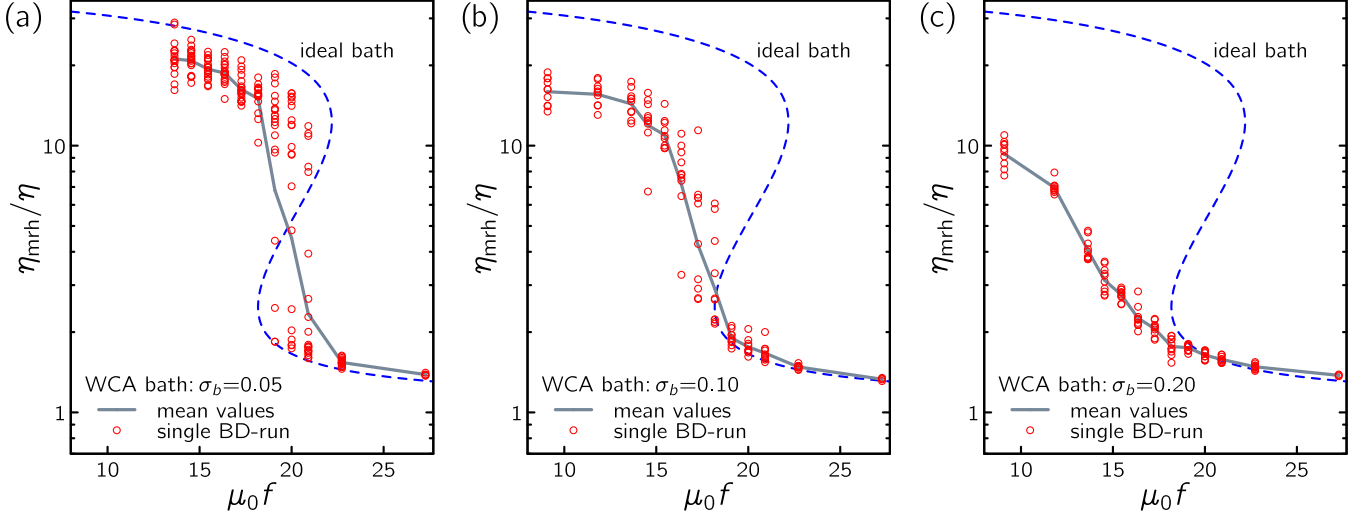 (a)
ideal bath
10
1
η_mrh/η
WCA bath: σ_b=0.05
mean values
single BD-run
10 15 20 25
μ₀f
(b)
ideal bath
10
1
η_mrh/η
WCA bath: σ_b=0.10
mean values
single BD-run
10 15 20 25
μ₀f
(c)
ideal bath
10
1
η_mrh/η
WCA bath: σ_b=0.20
mean values
single BD-run
10 15 20 25
μ₀f